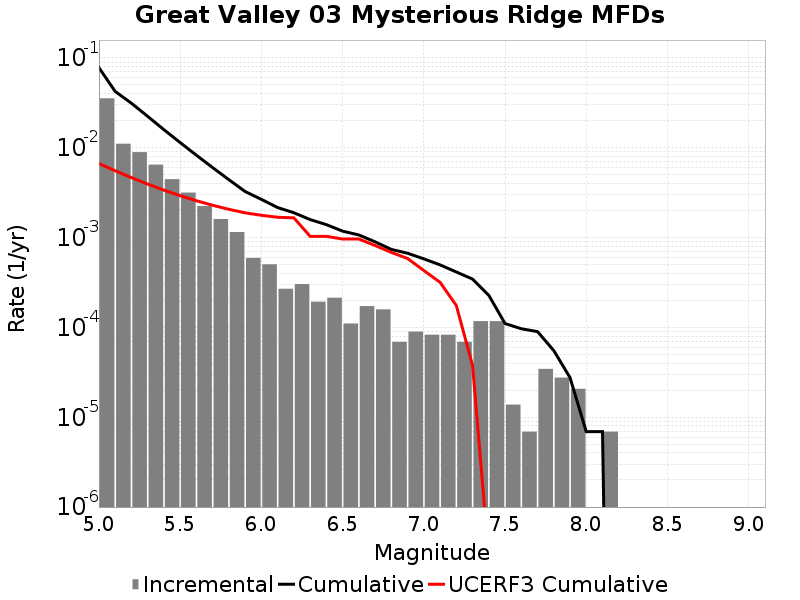 Great Valley 03 Mysterious Ridge MFDs
Rate (1/yr)
10^-1
10^-2
10^-3
10^-4
10^-5
10^-6
5.0 5.5 6.0 6.5 7.0 7.5 8.0 8.5 9.0
Magnitude
Incremental Cumulative UCERF3 Cumulative